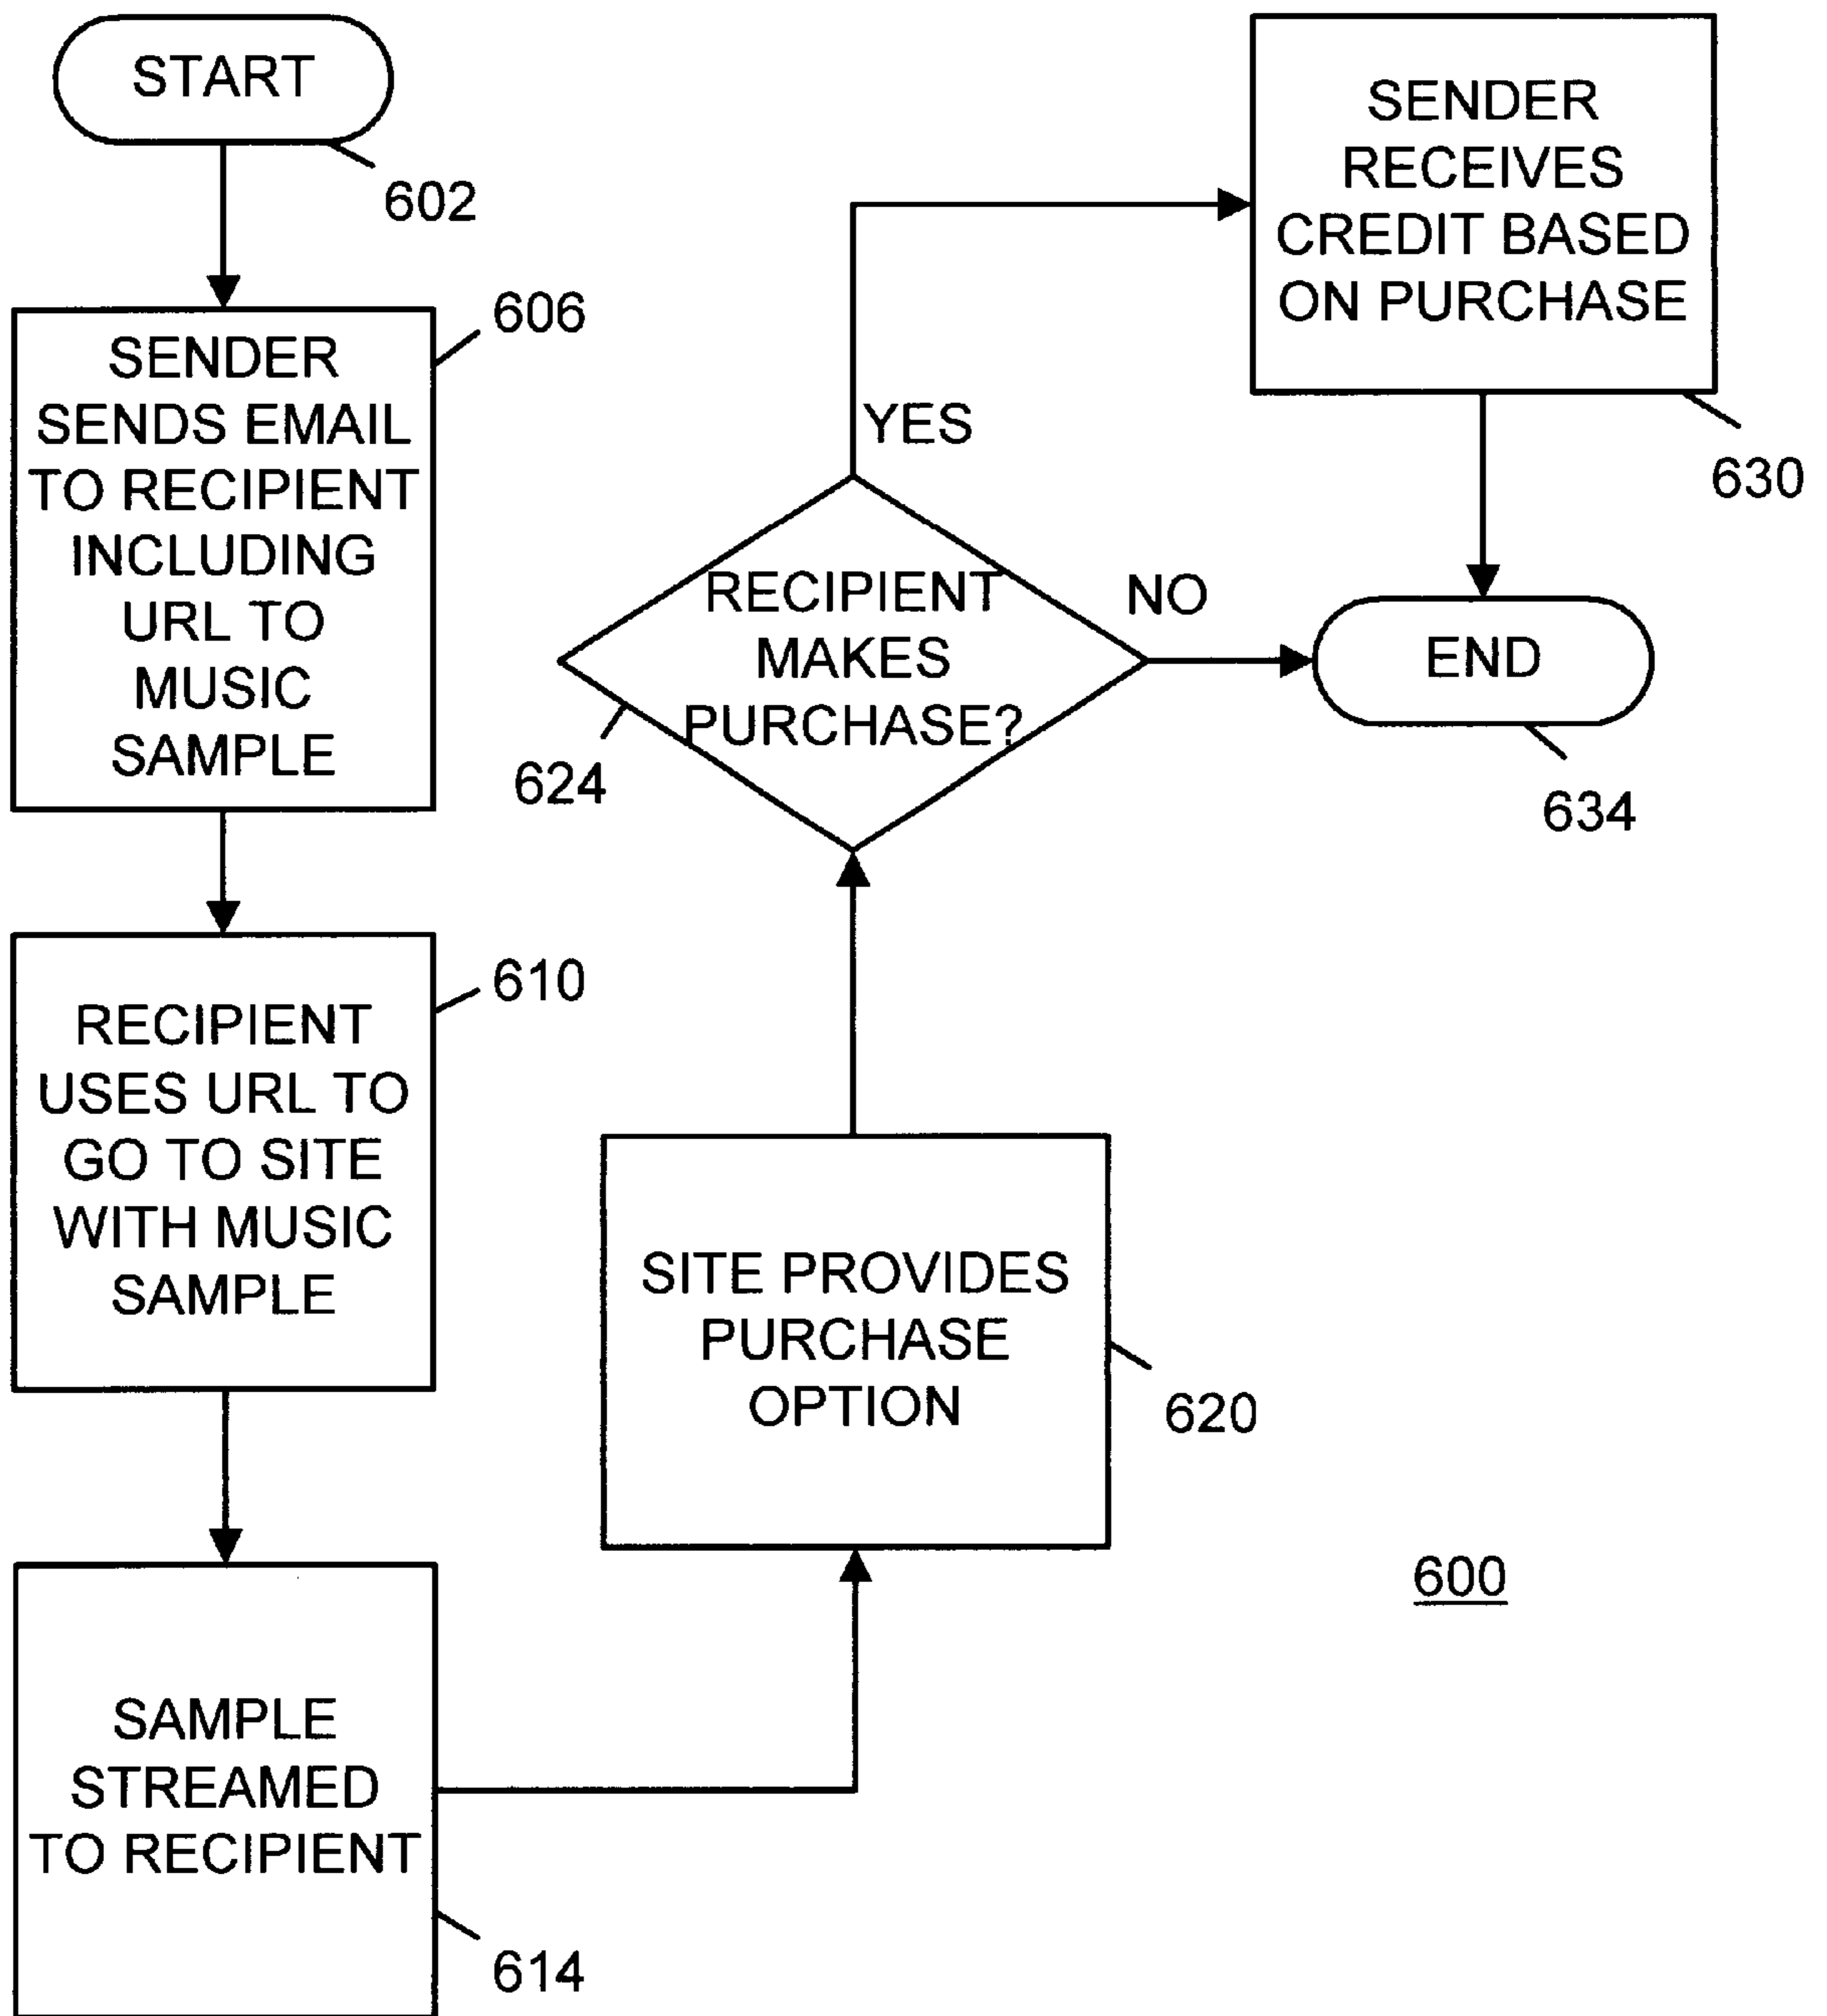 START
602
SENDER
SENDS EMAIL
TO RECIPIENT
INCLUDING
URL TO
MUSIC
SAMPLE
606
RECIPIENT
USES URL TO
GO TO SITE
WITH MUSIC
SAMPLE
610
SAMPLE
STREAMED
TO RECIPIENT
614
SITE PROVIDES
PURCHASE
OPTION
620
RECIPIENT
MAKES
PURCHASE?
624
YES
NO
SENDER
RECEIVES
CREDIT BASED
ON PURCHASE
630
END
634
600